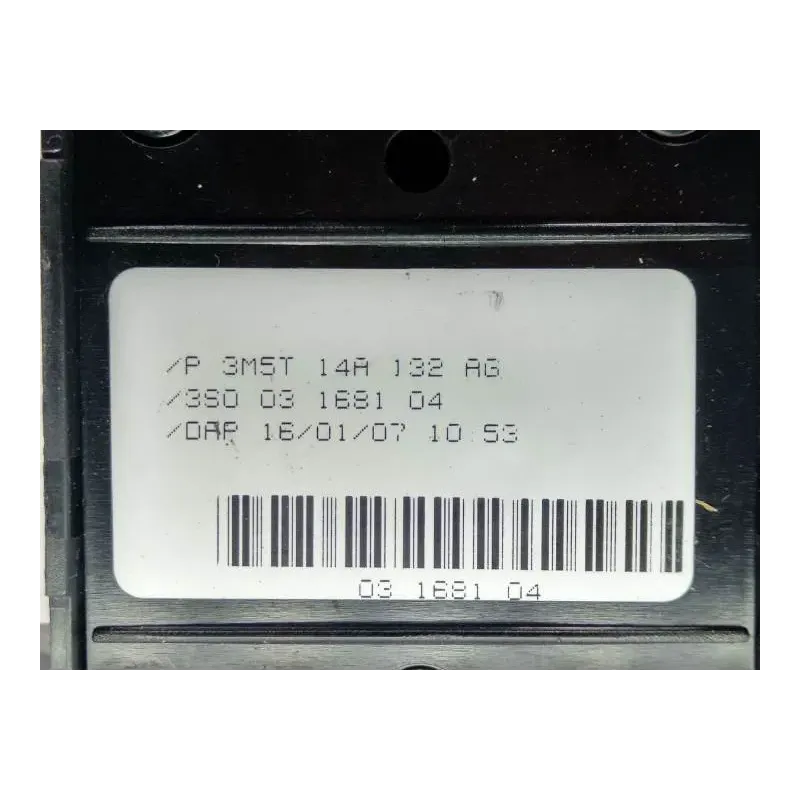 /P 3M5T 14A 132 AG
/3S0 03 1681 04
/DAP 16/01/07 10:53
03 1681 04